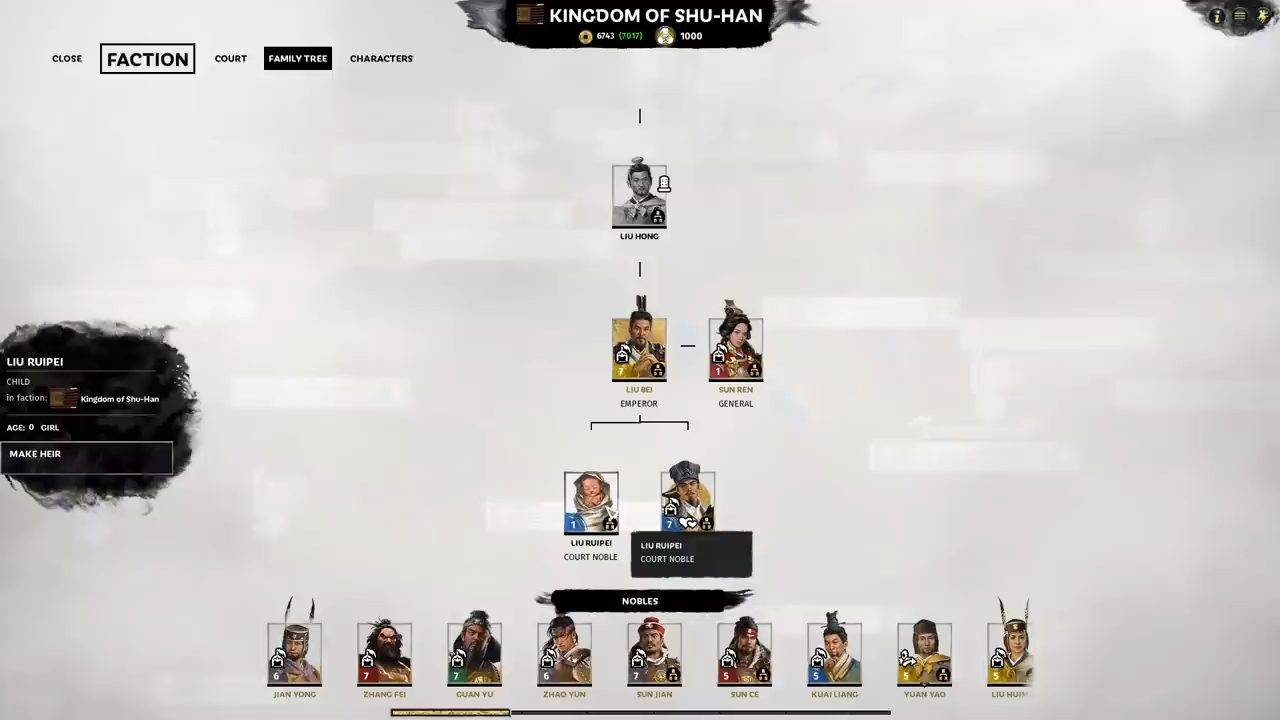 KINGDOM OF SHU-HAN
6743 (7017) 1000
CLOSE FACTION COURT FAMILY TREE CHARACTERS
LIU HONG
LIU RUIPEI
CHILD
in faction: Kingdom of Shu-Han
AGE: 0 GIRL
MAKE HEIR
7 1
LIU BEI SUN REN
EMPEROR GENERAL
1 7
LIU RUIPEI
COURT NOBLE
LIU RUIPEI
COURT NOBLE
NOBLES
6 7 7 6 7 5 5 5 5
JIAN YONG ZHANG FEI GUAN YU ZHAO YUN SUN JIAN SUN CE KUAI LIANG YUAN YAO LIU HUIM